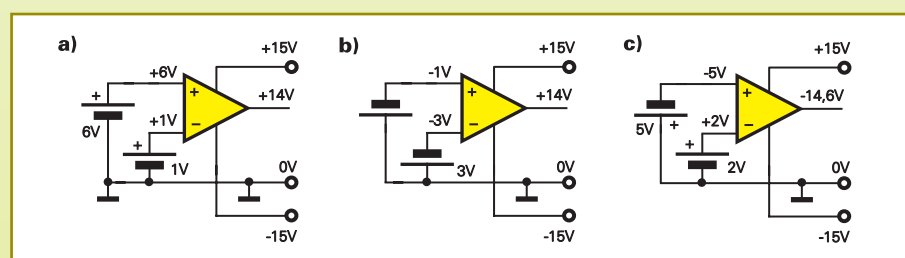 a)
+15V
+6V
+
+
+14V
+1V
–
6V
+
1V
0V
-15V
b)
+15V
-1V
+
+14V
-3V
–
3V
0V
-15V
c)
+15V
-5V
+
-14,6V
+2V
–
5V
+
+
2V
0V
-15V